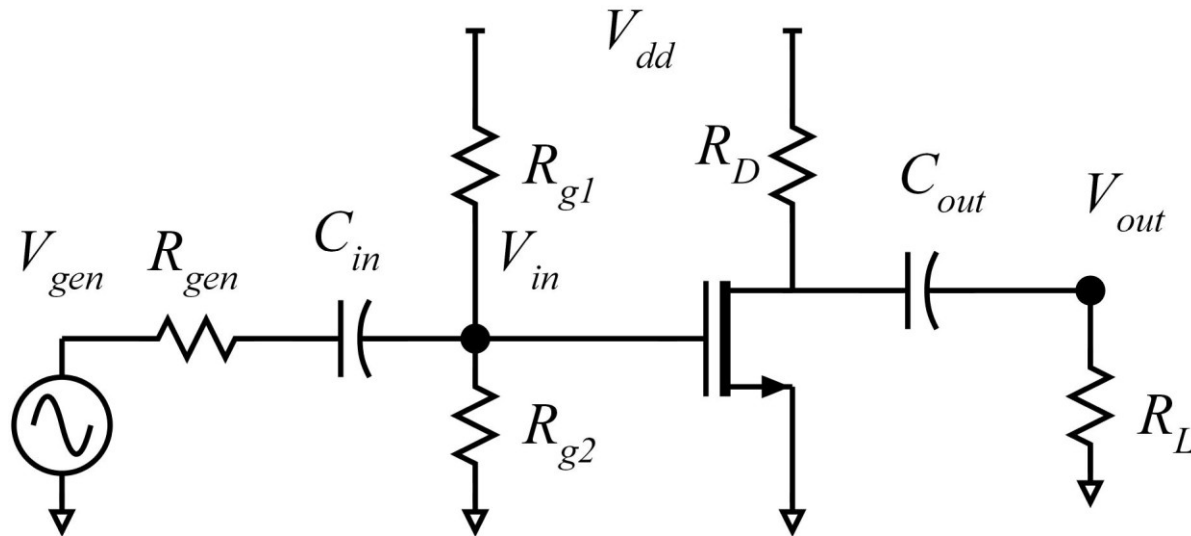 V_dd
R_g1
R_D
C_out
V_out
C_in
V_in
V_gen
R_gen
R_g2
R_L